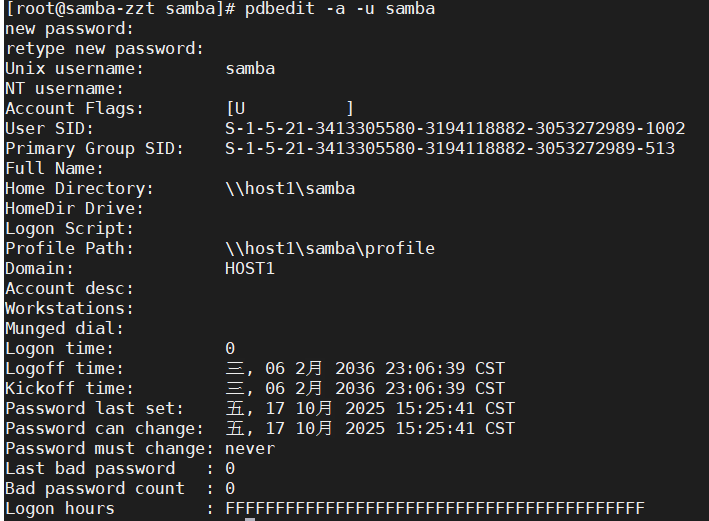 [root@samba-zzt samba]# pdbedit -a -u samba
new password:
retype new password:
Unix username:        samba
NT username:
Account Flags:        [U          ]
User SID:             S-1-5-21-3413305580-3194118882-3053272989-1002
Primary Group SID:    S-1-5-21-3413305580-3194118882-3053272989-513
Full Name:
Home Directory:       \\host1\samba
HomeDir Drive:
Logon Script:
Profile Path:         \\host1\samba\profile
Domain:               HOST1
Account desc:
Workstations:
Munged dial:
Logon time:           0
Logoff time:          三, 06 2月 2036 23:06:39 CST
Kickoff time:         三, 06 2月 2036 23:06:39 CST
Password last set:    五, 17 10月 2025 15:25:41 CST
Password can change:  五, 17 10月 2025 15:25:41 CST
Password must change: never
Last bad password   : 0
Bad password count  : 0
Logon hours         : FFFFFFFFFFFFFFFFFFFFFFFFFFFFFFFFFFFFFFFFFF